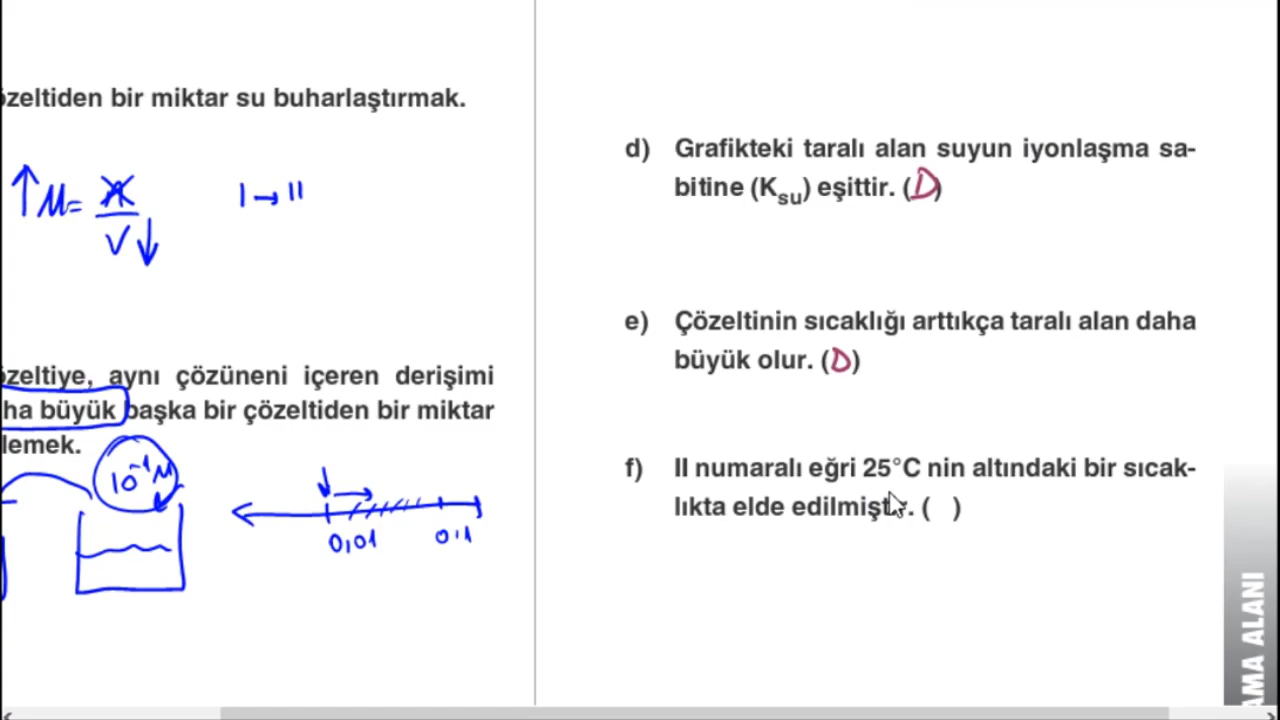 özeltiden bir miktar su buharlaştırmak.
↑M= n/V↓ I→II
özeltiye, aynı çözüneni içeren derişimi
ha büyük başka bir çözeltiden bir miktar
lemek.
10⁻¹M
0,01 0,1
d) Grafikteki taralı alan suyun iyonlaşma sa-
bitine (Ksu) eşittir. (D)
e) Çözeltinin sıcaklığı arttıkça taralı alan daha
büyük olur. (D)
f) II numaralı eğri 25°C nin altındaki bir sıcak-
lıkta elde edilmiştir. ( )
AMA ALANI